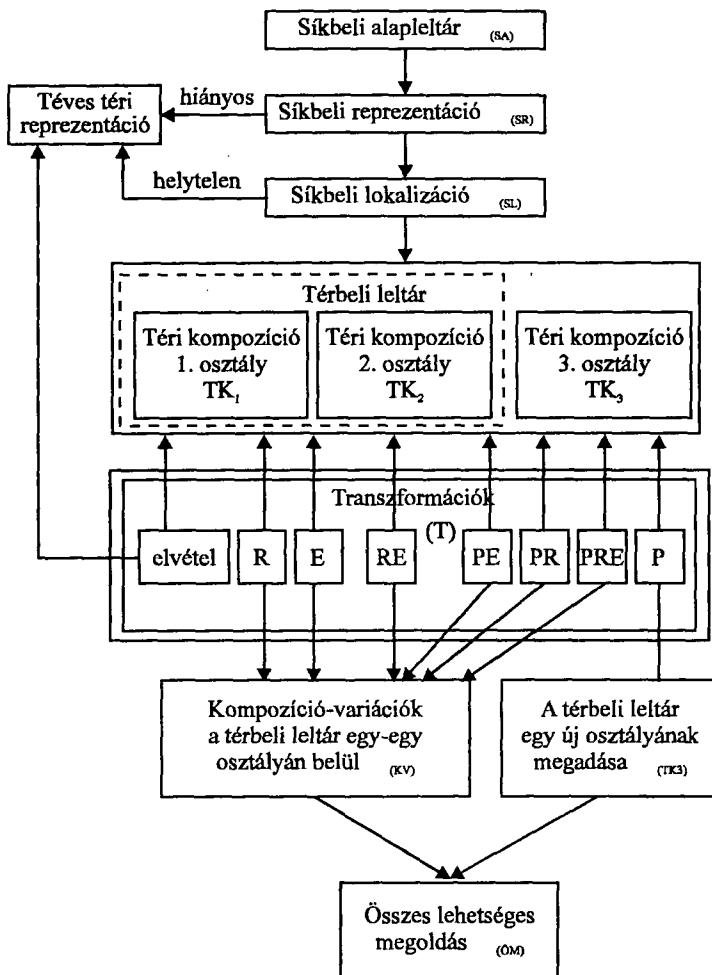 Síkbeli alapleltár (SA)
hiányos
Téves téri
reprezentáció
Síkbeli reprezentáció (SR)
helytelen
Síkbeli lokalizáció (SL)
Térbeli leltár
Téri kompozíció
1. osztály
TK1
Téri kompozíció
2. osztály
TK2
Téri kompozíció
3. osztály
TK3
Transzformációk
(T)
elvétel R E RE PE PR PRE P
Kompozíció-variációk
a térbeli leltár egy-egy
osztályán belül (KV)
A térbeli leltár
egy új osztályának
megadása (TK3)
Összes lehetséges
megoldás (ÖM)